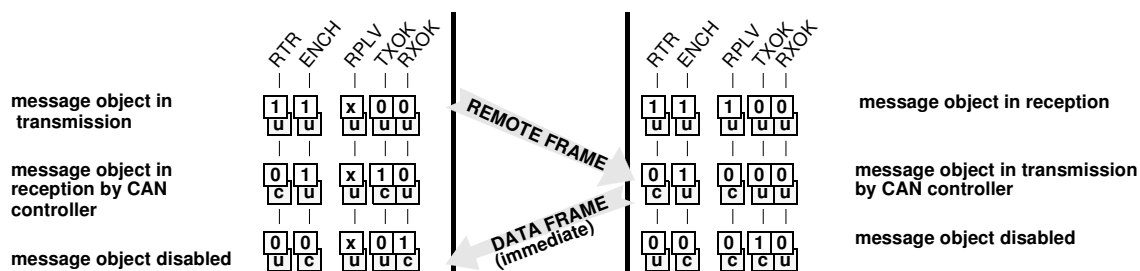 RTR ENCH RPLV TXOK RXOK
RTR ENCH RPLV TXOK RXOK
message object in
transmission
1 1 x 0 0
u u u u u
REMOTE FRAME
1 1 1 0 0
u u u u u
message object in reception
message object in
reception by CAN
controller
0 1 x 1 0
c u u c u
0 1 0 0 0
c u c u u
message object in transmission
by CAN controller
DATA FRAME
(immediate)
message object disabled
0 0 x 0 1
u c u u c
0 0 0 1 0
u c c c u
message object disabled